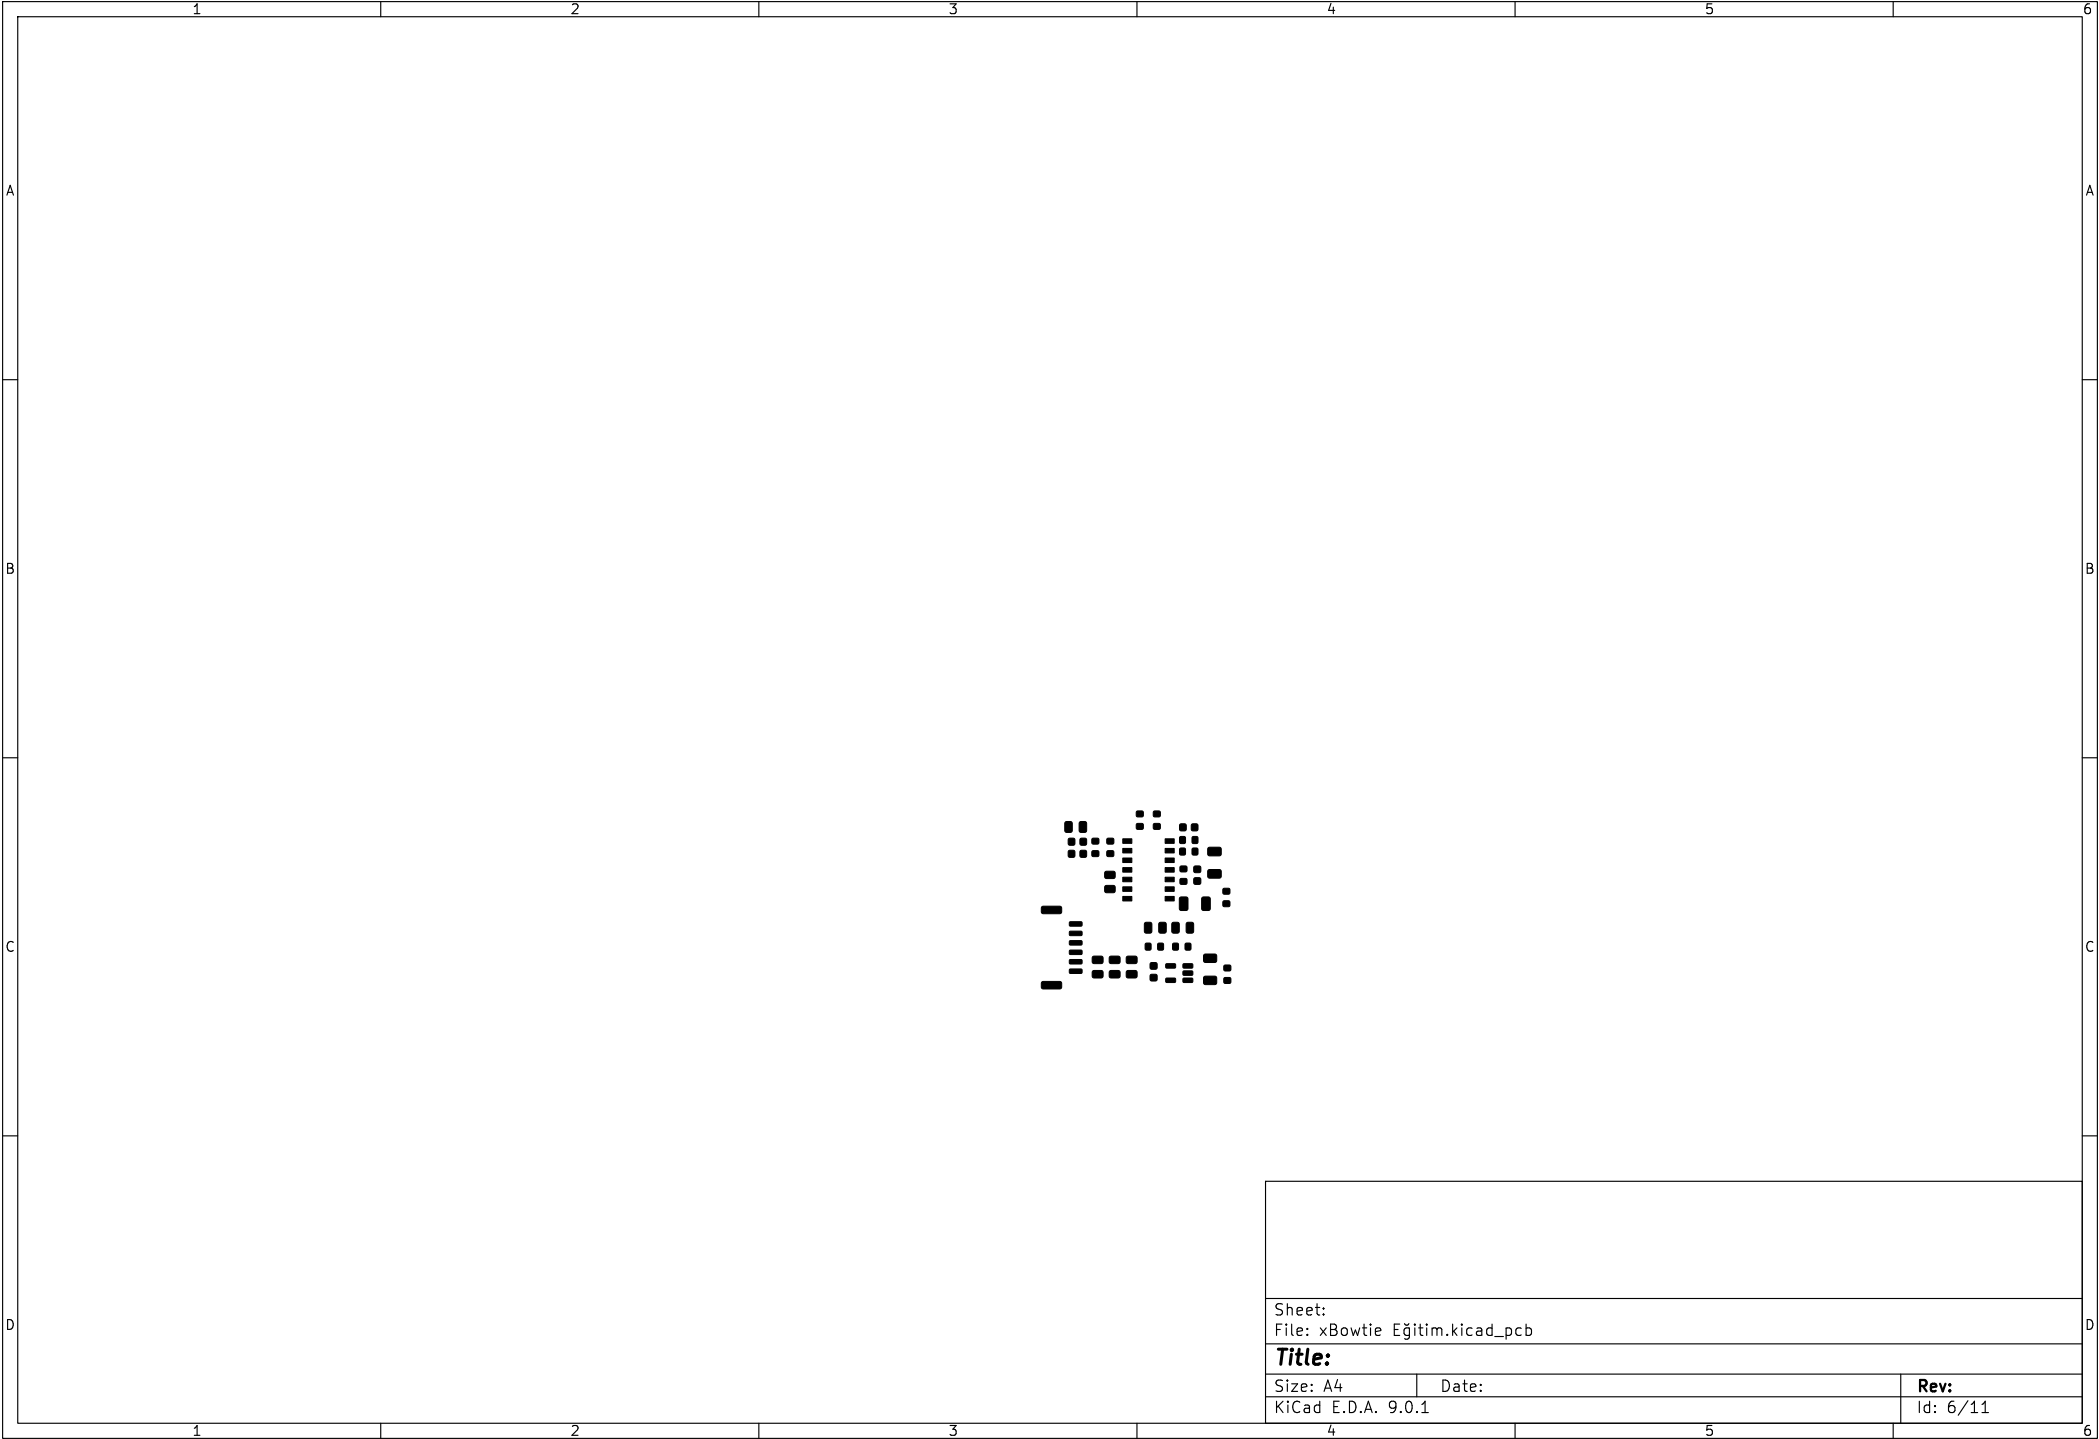 1 2 3 4 5 6
A A
B B
C C
Sheet:
File: xBowtie Eğitim.kicad_pcb
D D
Title:
Size: A4 Date: Rev:
KiCad E.D.A. 9.0.1 Id: 6/11
1 2 3 4 5 6